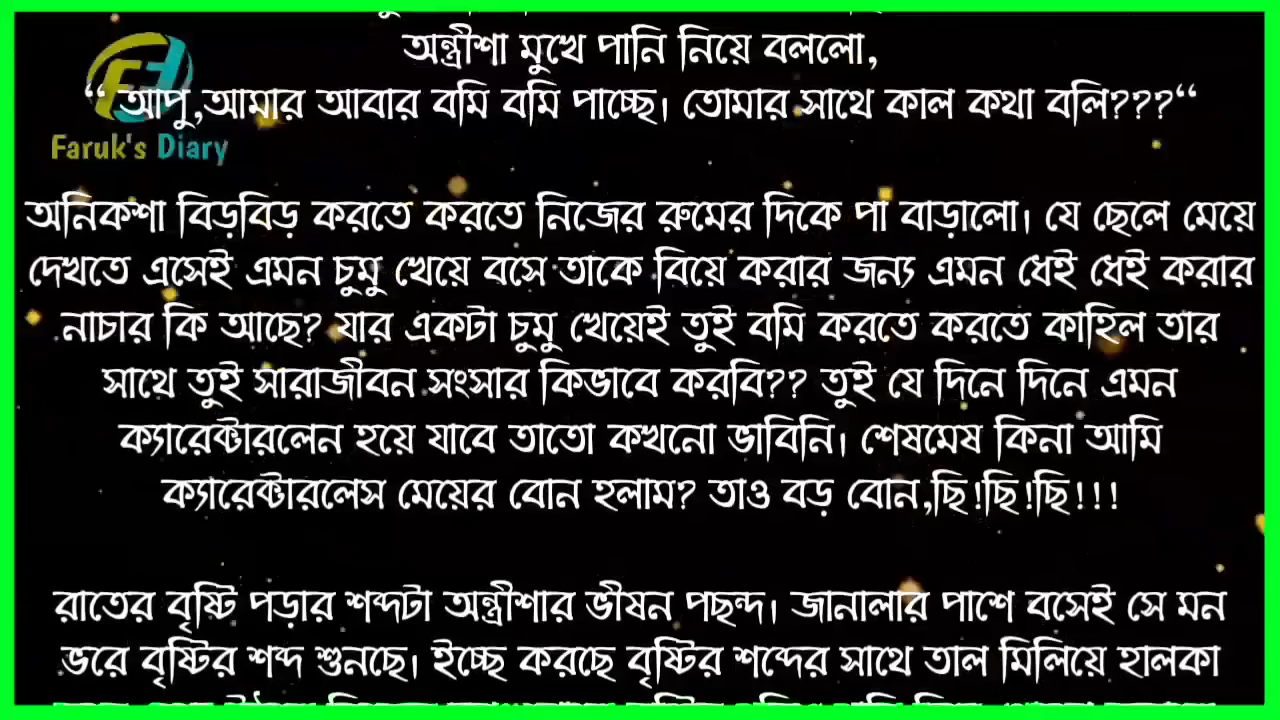 অন্ত্রীশা মুখে পানি নিয়ে বললো,
“ আপু,আমার আবার বমি বমি পাচ্ছে। তোমার সাথে কাল কথা বলি???“
Faruk's Diary
অনিকশা বিড়বিড় করতে করতে নিজের রুমের দিকে পা বাড়ালো। যে ছেলে মেয়ে
দেখতে এসেই এমন চুমু খেয়ে বসে তাকে বিয়ে করার জন্য এমন ধেই ধেই করার
নাচার কি আছে? যার একটা চুমু খেয়েই তুই বমি করতে করতে কাহিল তার
সাথে তুই সারাজীবন সংসার কিভাবে করবি?? তুই যে দিনে দিনে এমন
ক্যারেক্টারলেন হয়ে যাবে তাতো কখনো ভাবিনি। শেষমেষ কিনা আমি
ক্যারেক্টারলেস মেয়ের বোন হলাম? তাও বড় বোন,ছি!ছি!ছি!!!
রাতের বৃষ্টি পড়ার শব্দটা অন্ত্রীশার ভীষন পছন্দ। জানালার পাশে বসেই সে মন
ভরে বৃষ্টির শব্দ শুনছে। ইচ্ছে করছে বৃষ্টির শব্দের সাথে তাল মিলিয়ে হালকা